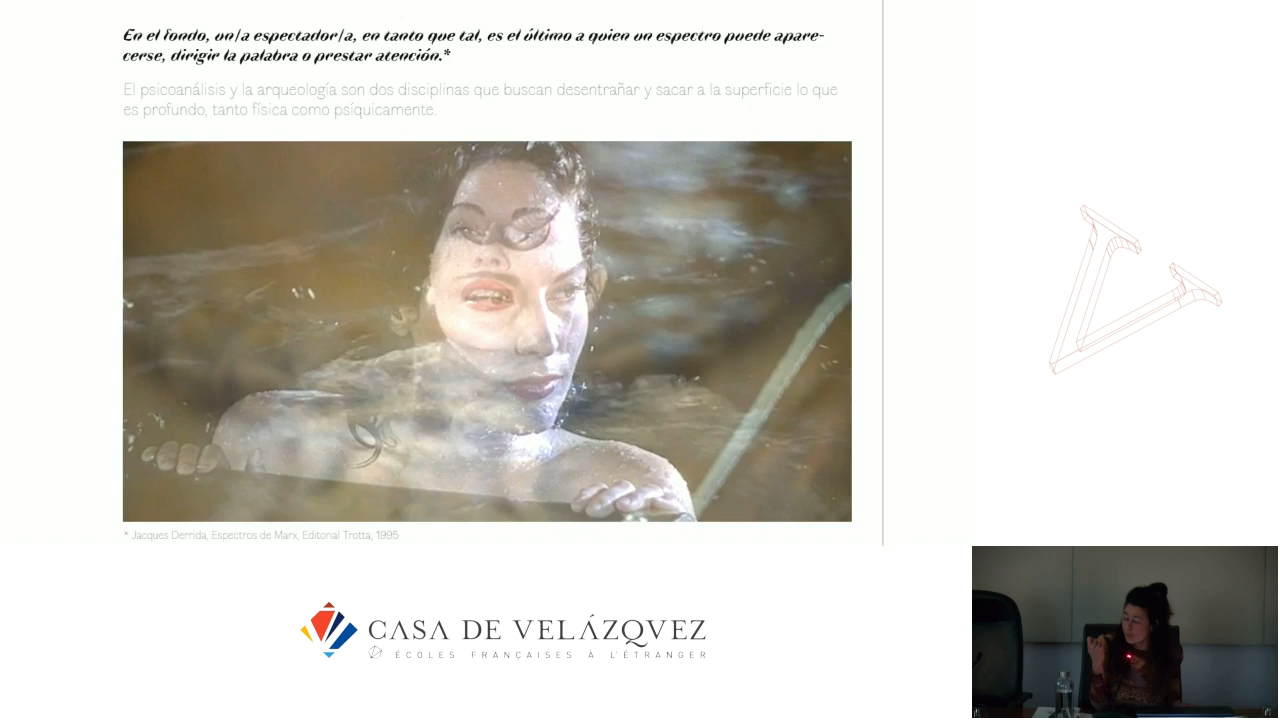 En el fondo, un/a espectador/a, en tanto que tal, es el último a quien un espectro puede apare-
cerse, dirigir la palabra o prestar atención.*
El psicoanálisis y la arqueología son dos disciplinas que buscan desentrañar y sacar a la superficie lo que
es profundo, tanto física como psíquicamente.
* Jacques Derrida, Espectros de Marx, Editorial Trotta, 1995
CASA DE VELÁZQVEZ
ÉCOLES FRANÇAISES À L'ÉTRANGER